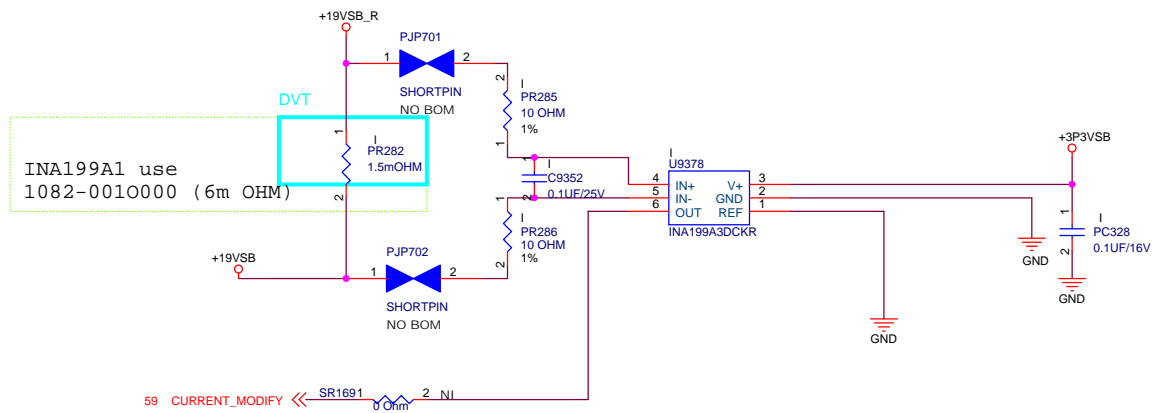 +19VSB_R
PJP701
1 2
SHORTPIN
NO BOM
DVT
INA199A1 use
1082-001O000 (6m OHM)
1
I
PR282
1.5mOHM
2
2
I
PR285
10 OHM
1%
1
1
I
C9352
0.1UF/25V
2
1
I
PR286
10 OHM
1%
2
+19VSB
PJP702
1 2
SHORTPIN
NO BOM
I
U9378
4 IN+ V+ 3
5 IN- GND 2
6 OUT REF 1
INA199A3DCKR
+3P3VSB
1
I
PC328
0.1UF/16V
2
GND
GND
GND
59 CURRENT_MODIFY
SR1691 2 NI
0 Ohm